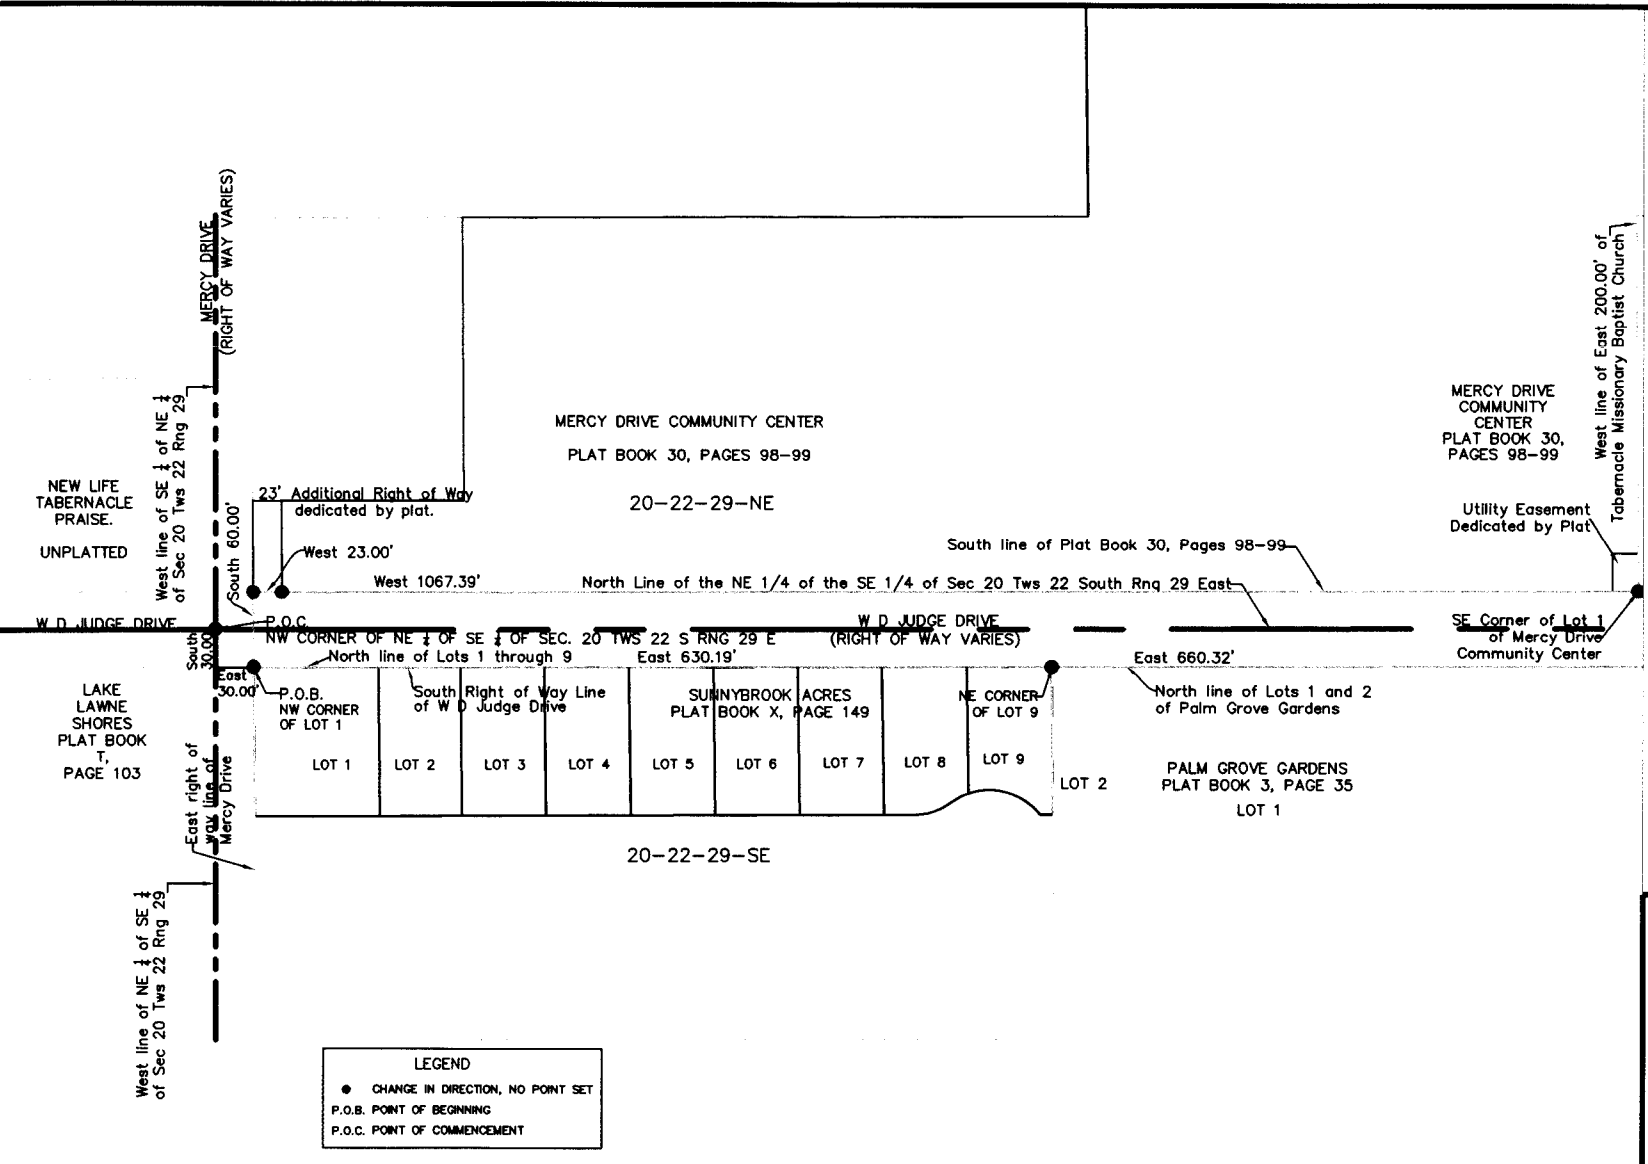 MERCY DRIVE
(RIGHT OF WAY VARIES)
West line of SE ¼ of NE ¼
of Sec 20 Tws 22 Rng 29
NEW LIFE
TABERNACLE
PRAISE.
UNPLATTED
MERCY DRIVE COMMUNITY CENTER
PLAT BOOK 30, PAGES 98-99
20-22-29-NE
MERCY DRIVE
COMMUNITY
CENTER
PLAT BOOK 30,
PAGES 98-99
West line of East 200.00' of
Tabernacle Missionary Baptist Church
Utility Easement
Dedicated by Plat
23' Additional Right of Way
dedicated by plat.
South 60.00'
West 23.00'
West 1067.39'
South line of Plat Book 30, Pages 98-99
North Line of the NE 1/4 of the SE 1/4 of Sec 20 Tws 22 South Rng 29 East
W D JUDGE DRIVE
P.O.C.
NW CORNER OF NE ¼ OF SE ¼ OF SEC. 20 TWS 22 S RNG 29 E
W D JUDGE DRIVE
(RIGHT OF WAY VARIES)
SE Corner of Lot 1
of Mercy Drive
Community Center
South
30.00'
North line of Lots 1 through 9
East 630.19'
East 660.32'
East
30.00'
P.O.B.
NW CORNER
OF LOT 1
South Right of Way Line
of W D Judge Drive
SUNNYBROOK ACRES
PLAT BOOK X, PAGE 149
NE CORNER
OF LOT 9
North line of Lots 1 and 2
of Palm Grove Gardens
LAKE
LAWNE
SHORES
PLAT BOOK
T,
PAGE 103
East right of
way line of
Mercy Drive
LOT 1
LOT 2
LOT 3
LOT 4
LOT 5
LOT 6
LOT 7
LOT 8
LOT 9
LOT 2
PALM GROVE GARDENS
PLAT BOOK 3, PAGE 35
LOT 1
20-22-29-SE
West line of NE ¼ of SE ¼
of Sec 20 Tws 22 Rng 29
LEGEND
● CHANGE IN DIRECTION, NO POINT SET
P.O.B. POINT OF BEGINNING
P.O.C. POINT OF COMMENCEMENT